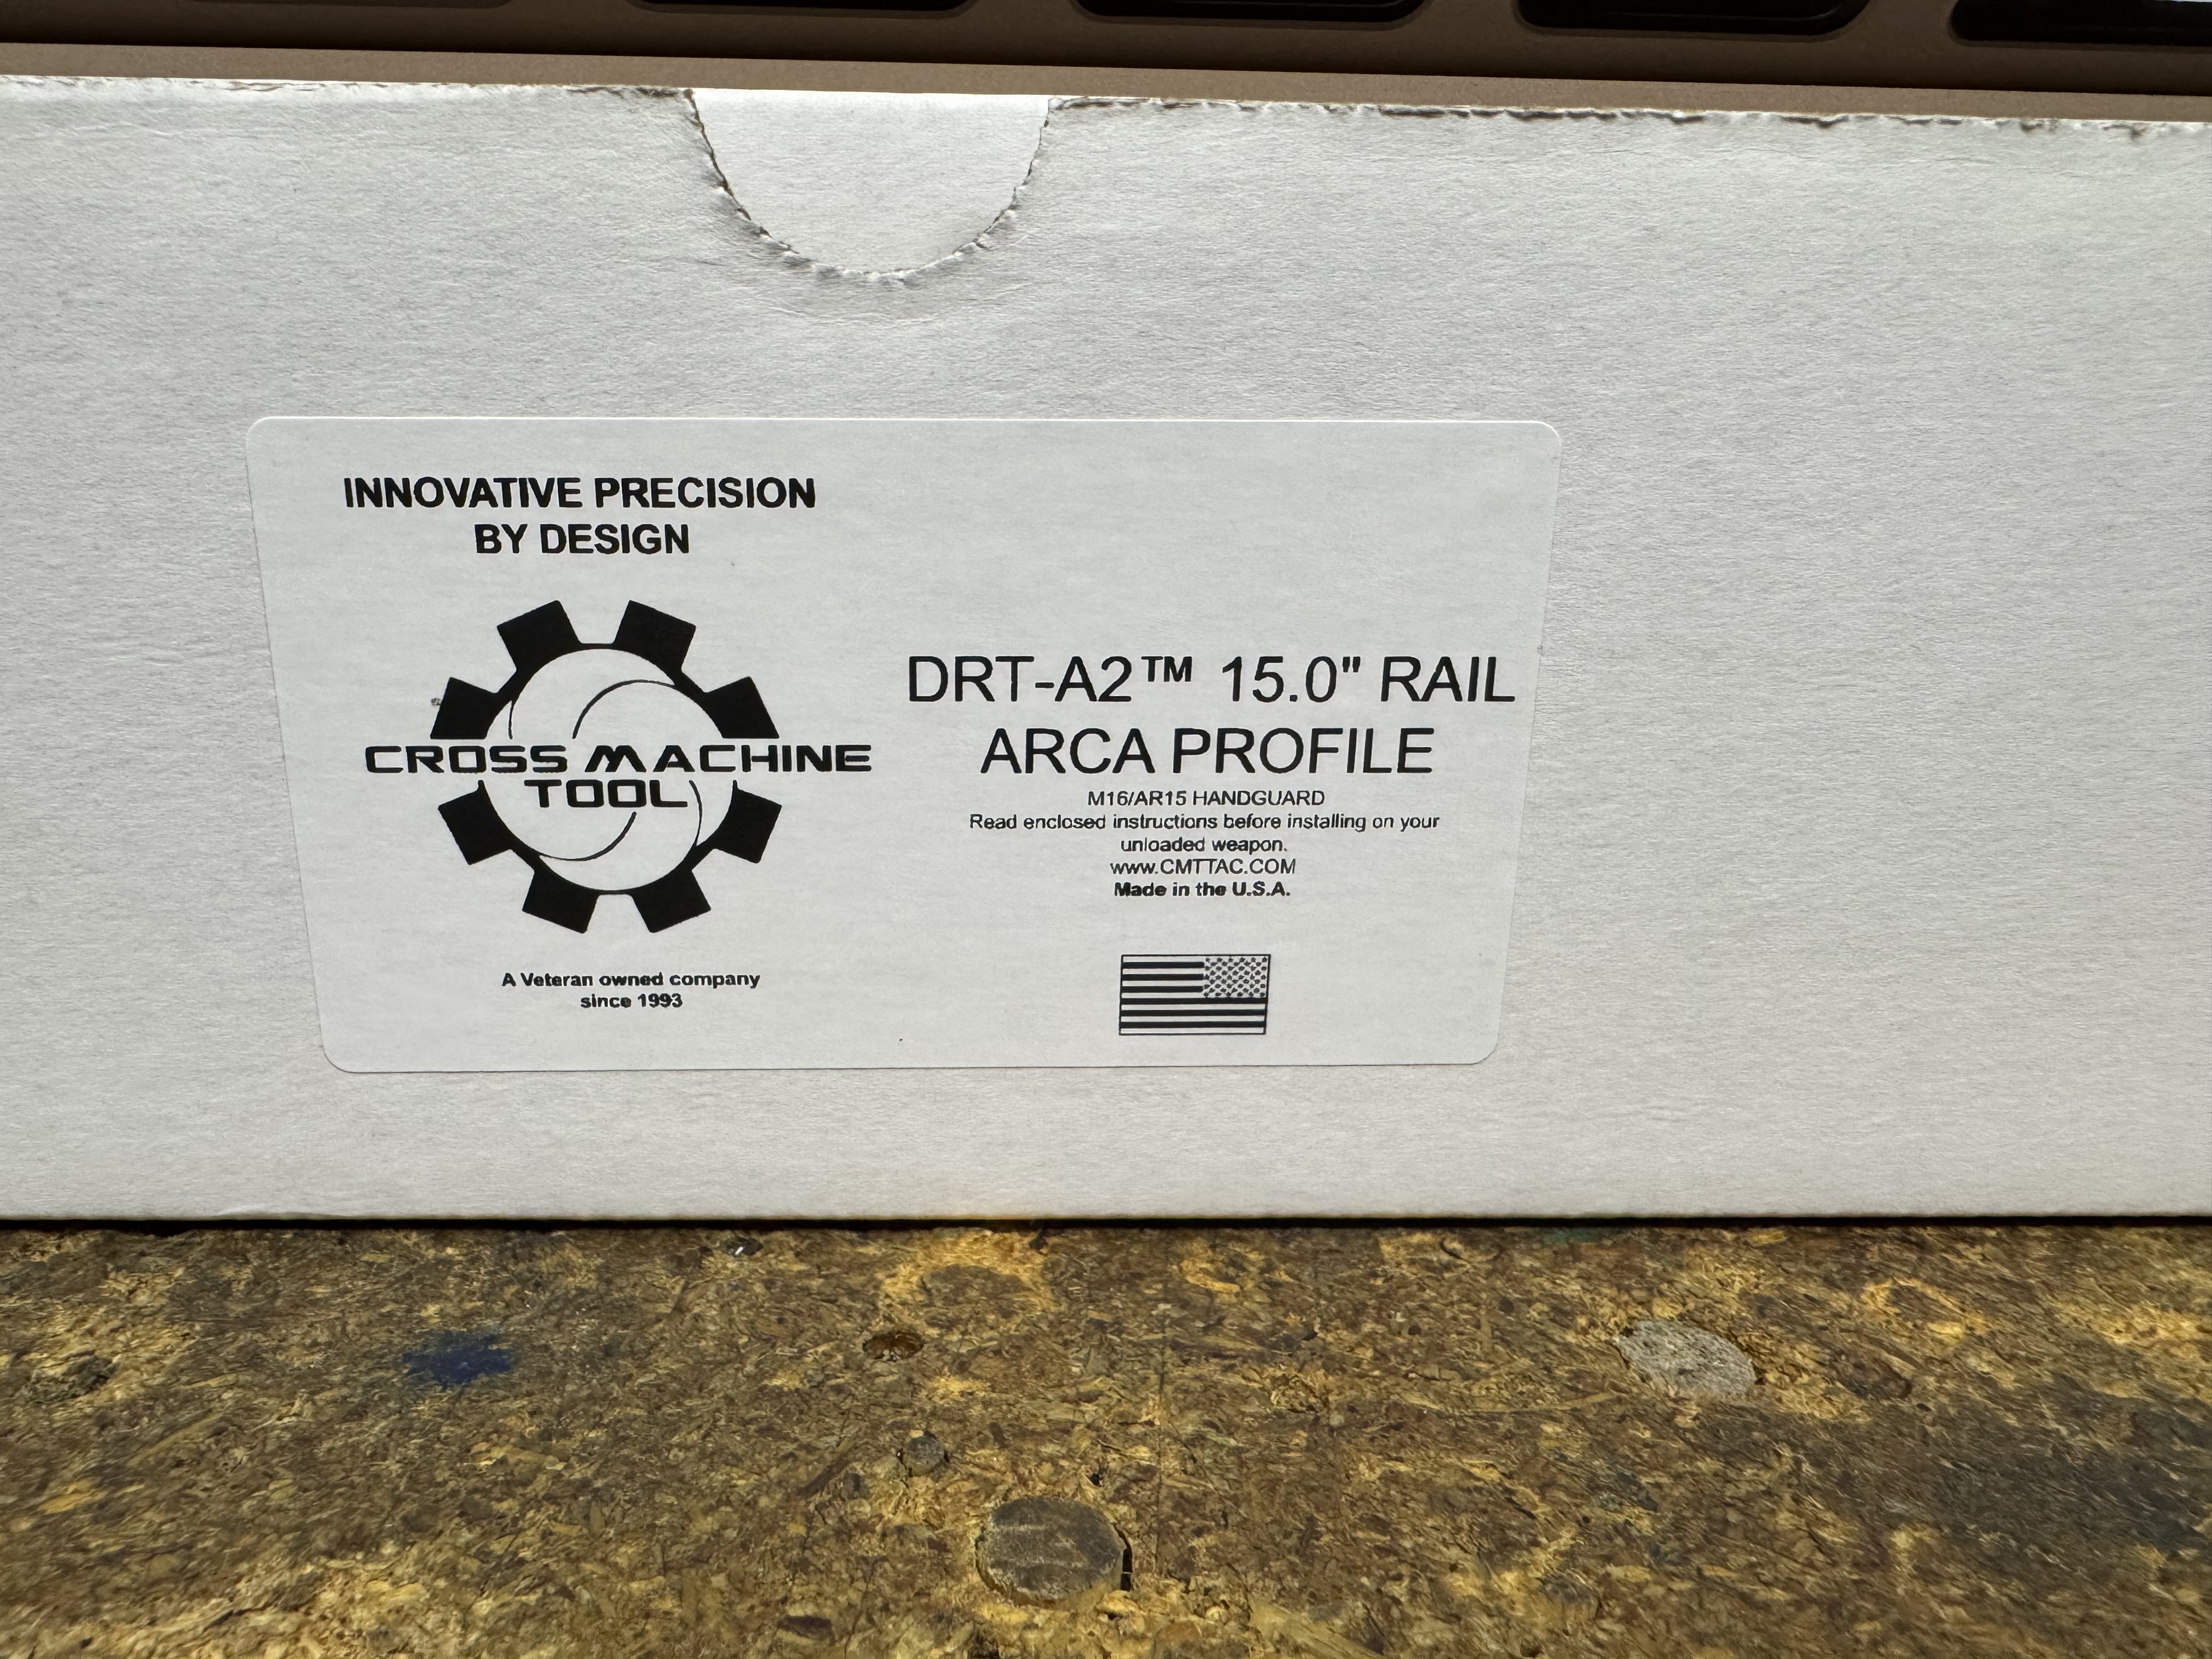 INNOVATIVE PRECISION
BY DESIGN
CROSS MACHINE
TOOL
A Veteran owned company
since 1993
DRT-A2™ 15.0" RAIL
ARCA PROFILE
M16/AR15 HANDGUARD
Read enclosed instructions before installing on your
unloaded weapon.
www.CMTTAC.COM
Made in the U.S.A.